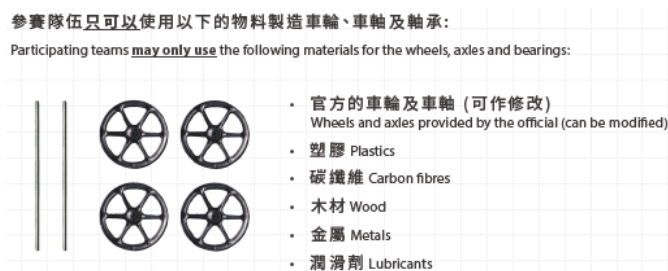 參賽隊伍只可以使用以下的物料製造車輪、車軸及軸承:
Participating teams may only use the following materials for the wheels, axles and bearings:
• 官方的車輪及車軸 (可作修改)
Wheels and axles provided by the official (can be modified)
• 塑膠 Plastics
• 碳纖維 Carbon fibres
• 木材 Wood
• 金屬 Metals
• 潤滑劑 Lubricants